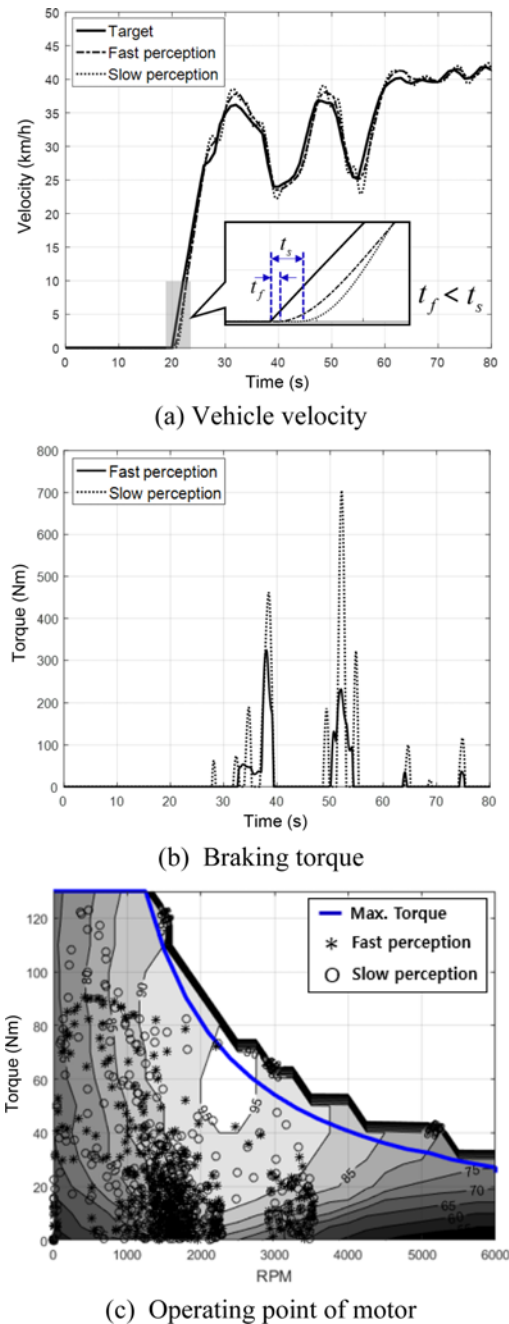 50
45
40
35
30
25
20
15
10
5
0
Velocity (km/h)
Target
Fast perception
Slow perception
t_s
t_f
t_f < t_s
0 10 20 30 40 50 60 70 80
Time (s)
(a) Vehicle velocity
800
700
600
500
400
300
200
100
0
Torque (Nm)
Fast perception
Slow perception
0 10 20 30 40 50 60 70 80
Time (s)
(b) Braking torque
120
100
80
60
40
20
0
Torque (Nm)
Max. Torque
Fast perception
Slow perception
80
90
95
95
85
75
70
65
0 1000 2000 3000 4000 5000 6000
RPM
(c) Operating point of motor